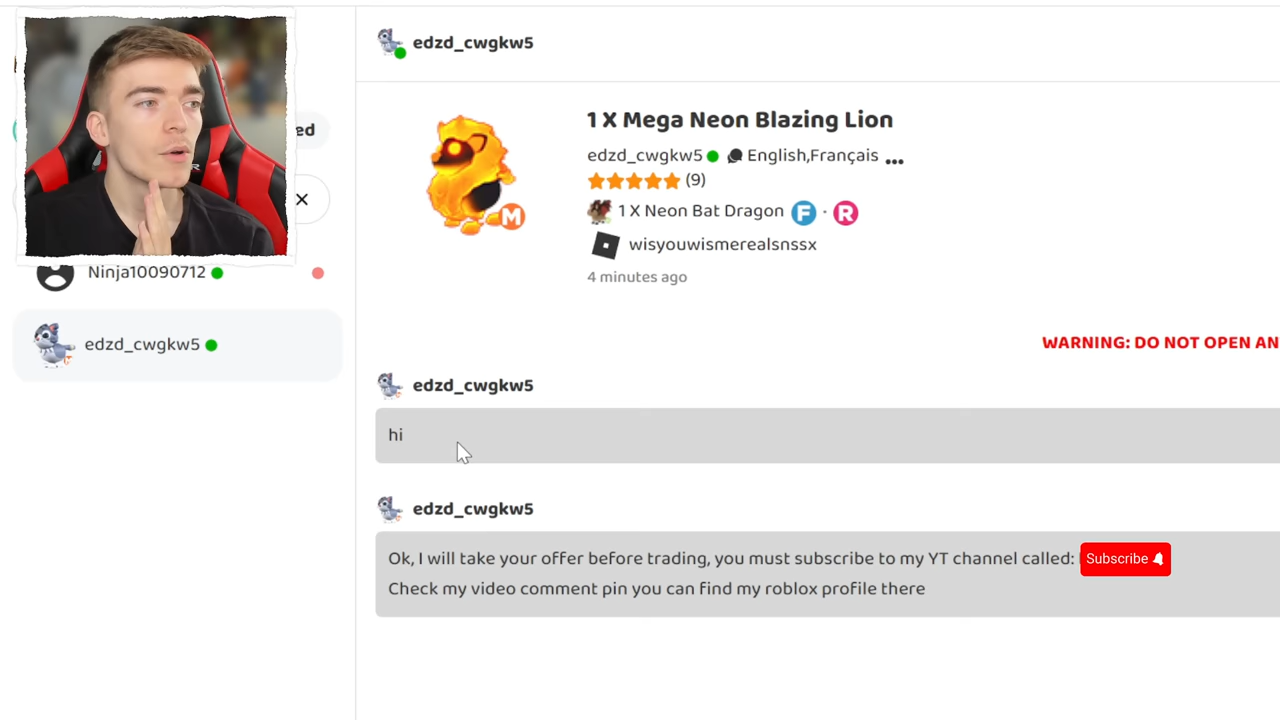 edzd_cwgkw5
1 X Mega Neon Blazing Lion
edzd_cwgkw5 English,Français ...
(9)
1 X Neon Bat Dragon F · R
M
wisyouwismerealsnssx
4 minutes ago
ed
Ninja10090712
edzd_cwgkw5
WARNING: DO NOT OPEN AN
edzd_cwgkw5
hi
edzd_cwgkw5
Ok, I will take your offer before trading, you must subscribe to my YT channel called: Subscribe
Check my video comment pin you can find my roblox profile there